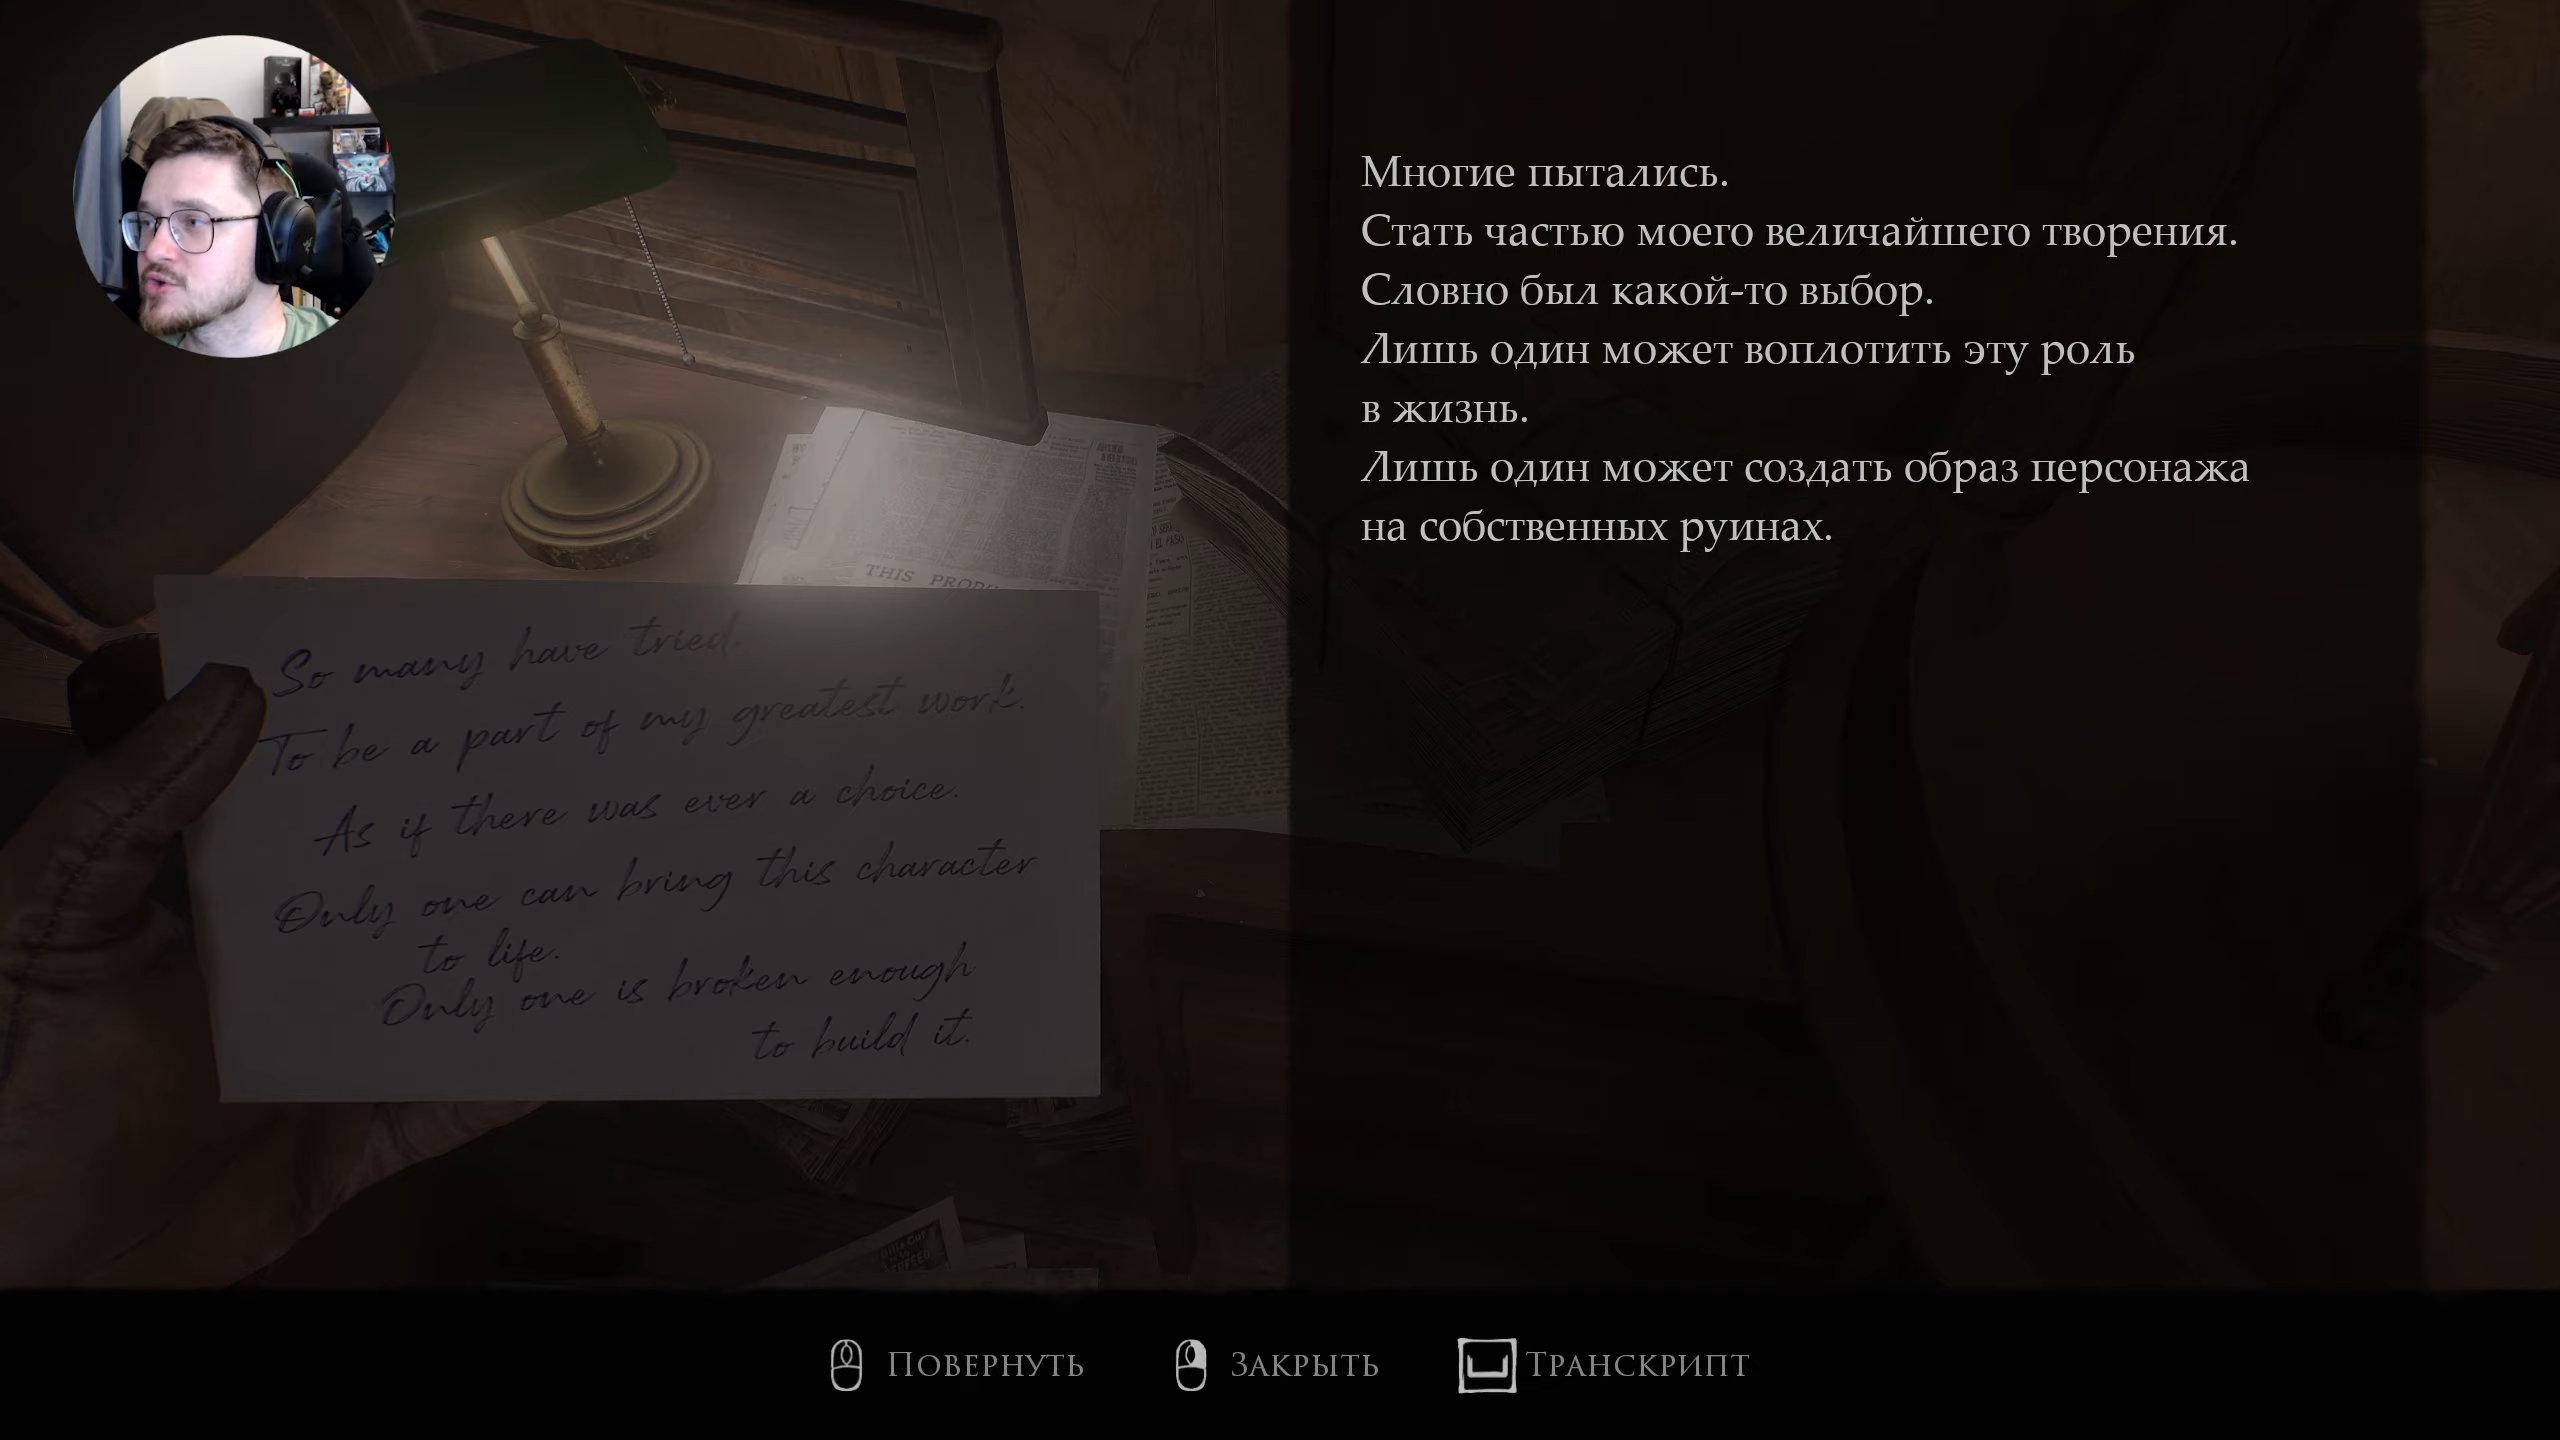 Многие пытались.
Стать частью моего величайшего творения.
Словно был какой-то выбор.
Лишь один может воплотить эту роль
в жизнь.
Лишь один может создать образ персонажа
на собственных руинах.
THIS
So many have tried.
To be a part of my greatest work.
As if there was ever a choice.
Only one can bring this character
to life.
Only one is broken enough
to build it.
Повернуть
Закрыть
Транскрипт